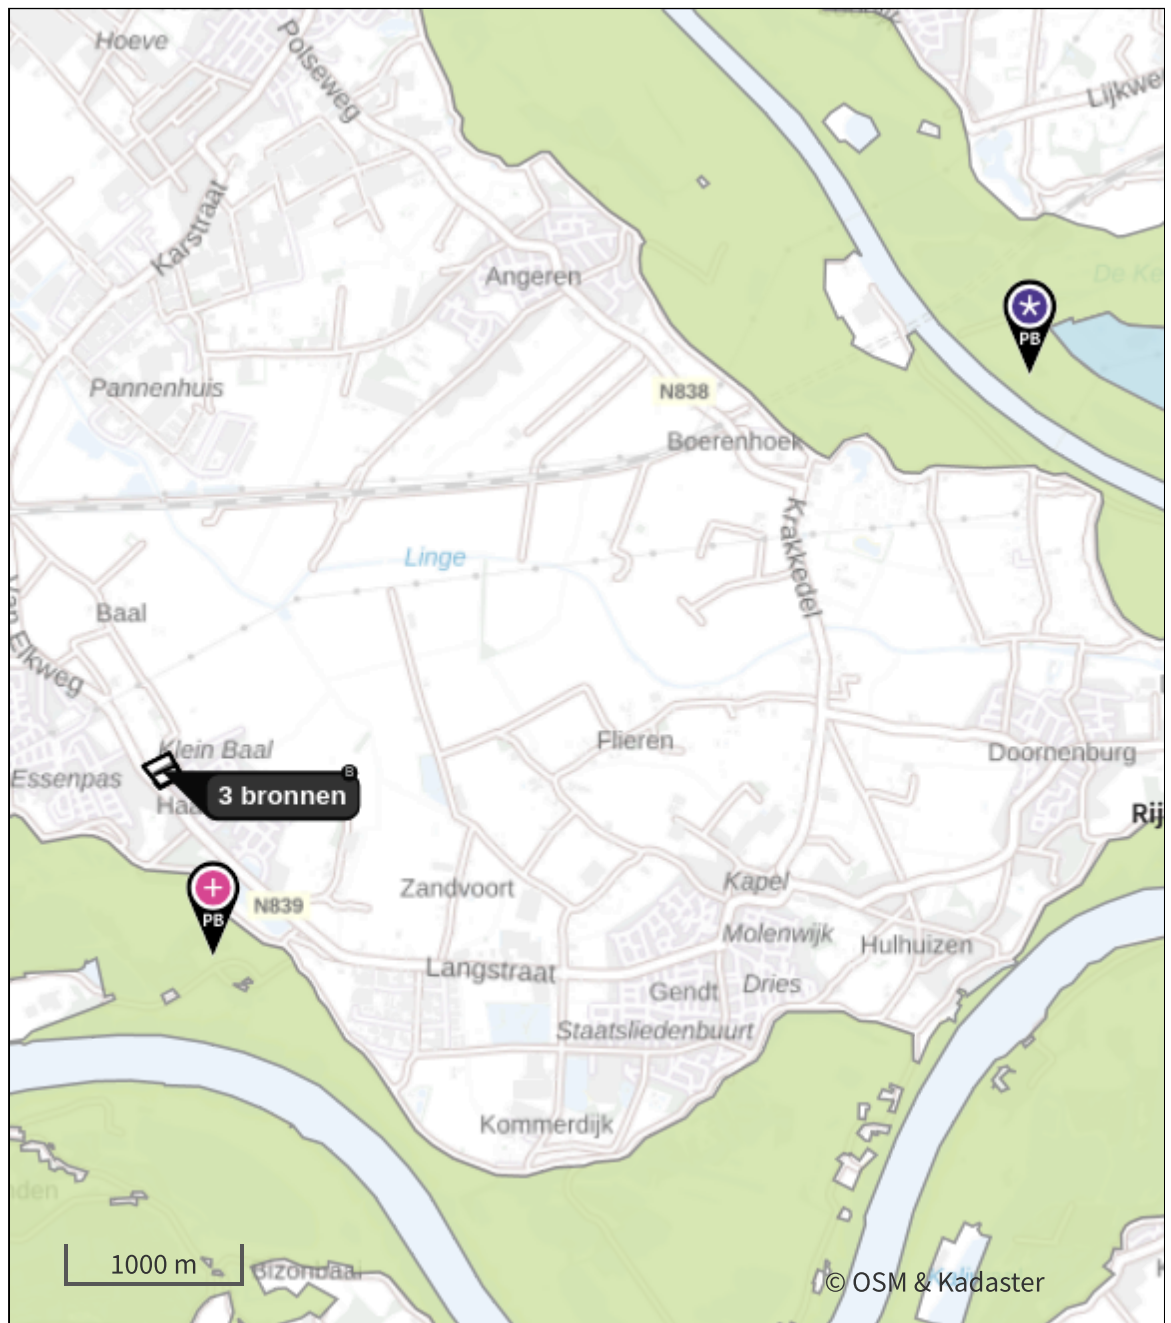 Hoeve
Polseweg
Karstraat
Angeren
De Ke
PB
Pannenhuis
N838
Boerenhoek
Krakkedel
Linge
Baal
Van Elkweg
Klein Baal
Essenpas
B
3 bronnen
Haa
Flieren
Doornenburg
Rij
PB
N839
Zandvoort
Kapel
Molenwijk
Hulhuizen
Langstraat
Gendt
Dries
Staatsliedenbuurt
Kommerdijk
1000 m
Bizonbaai
© OSM & Kadaster